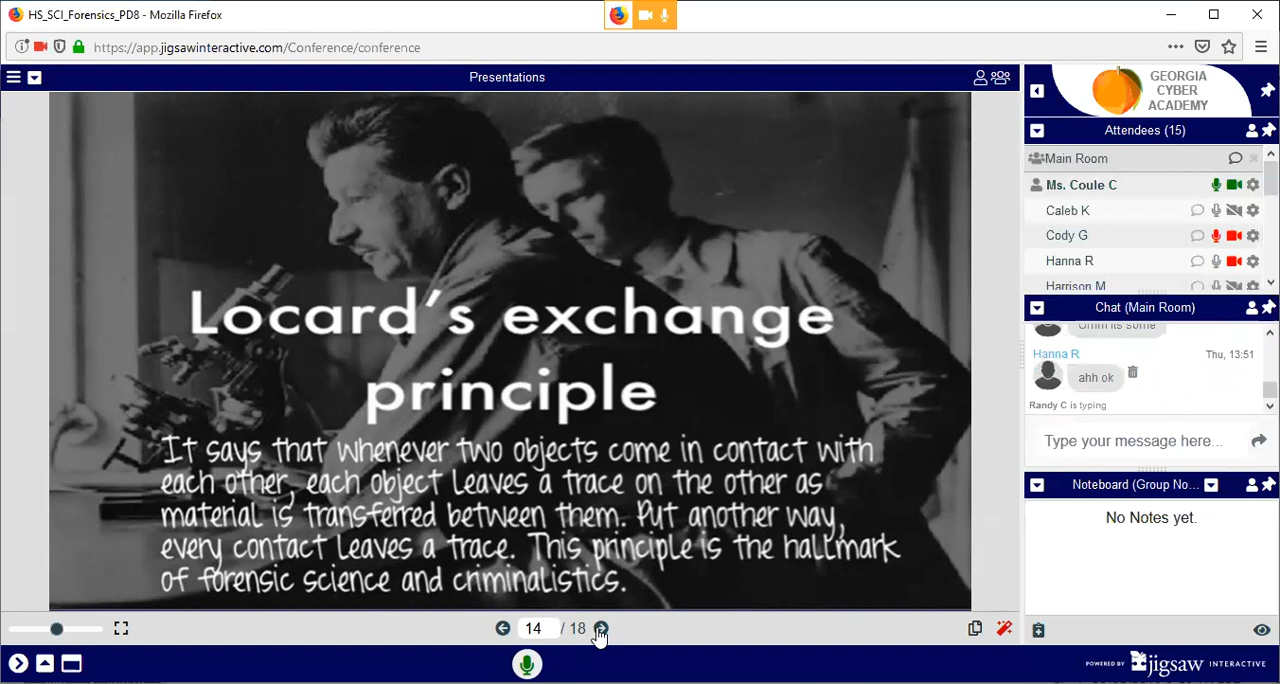 HS_SCI_Forensics_PD8 - Mozilla Firefox
https://app.jigsawinteractive.com/Conference/conference
Presentations
Locard's exchange
principle
It says that whenever two objects come in contact with
each other, each object leaves a trace on the other as
material is transferred between them. Put another way,
every contact leaves a trace. This principle is the hallmark
of forensic science and criminalistics.
14 / 18
GEORGIA
CYBER
ACADEMY
Attendees (15)
Main Room
Ms. Coule C
Caleb K
Cody G
Hanna R
Harrison M
Chat (Main Room)
Umm its some
Hanna R Thu, 13:51
ahh ok
Randy C is typing
Type your message here...
Noteboard (Group No...
No Notes yet.
POWERED BY jigsaw INTERACTIVE